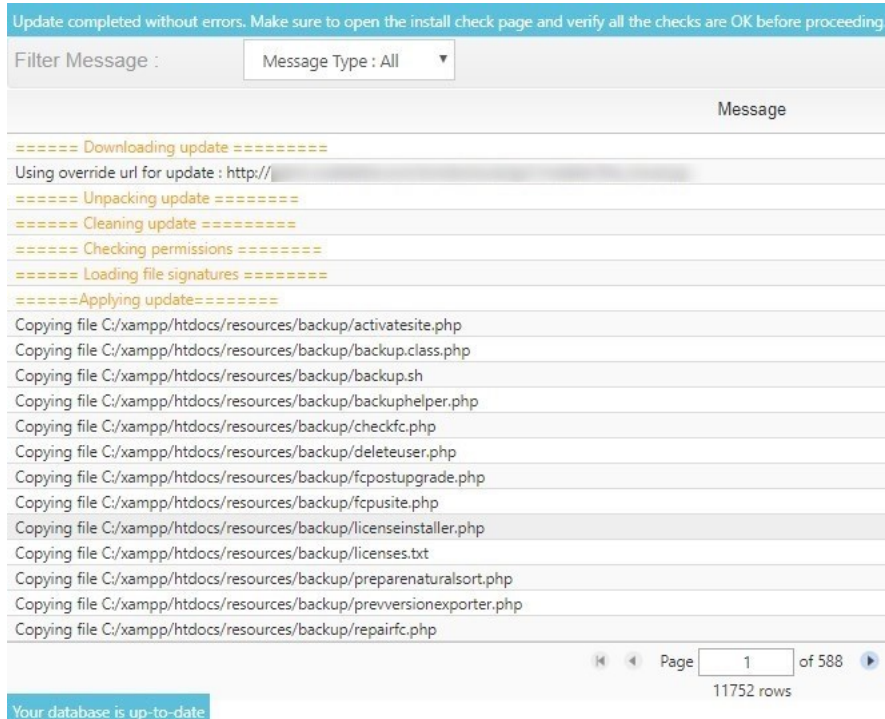 Update completed without errors. Make sure to open the install check page and verify all the checks are OK before proceeding
Filter Message :
Message Type : All
Message
====== Downloading update =========
Using override url for update : http://
====== Unpacking update ========
====== Cleaning update =========
====== Checking permissions ========
====== Loading file signatures ========
======Applying update========
Copying file C:/xampp/htdocs/resources/backup/activatesite.php
Copying file C:/xampp/htdocs/resources/backup/backup.class.php
Copying file C:/xampp/htdocs/resources/backup/backup.sh
Copying file C:/xampp/htdocs/resources/backup/backuphelper.php
Copying file C:/xampp/htdocs/resources/backup/checkfc.php
Copying file C:/xampp/htdocs/resources/backup/deleteuser.php
Copying file C:/xampp/htdocs/resources/backup/fcpostupgrade.php
Copying file C:/xampp/htdocs/resources/backup/fcpusite.php
Copying file C:/xampp/htdocs/resources/backup/licenseinstaller.php
Copying file C:/xampp/htdocs/resources/backup/licenses.txt
Copying file C:/xampp/htdocs/resources/backup/preparenaturalsort.php
Copying file C:/xampp/htdocs/resources/backup/prevversionexporter.php
Copying file C:/xampp/htdocs/resources/backup/repairfc.php
Page 1 of 588
11752 rows
Your database is up-to-date